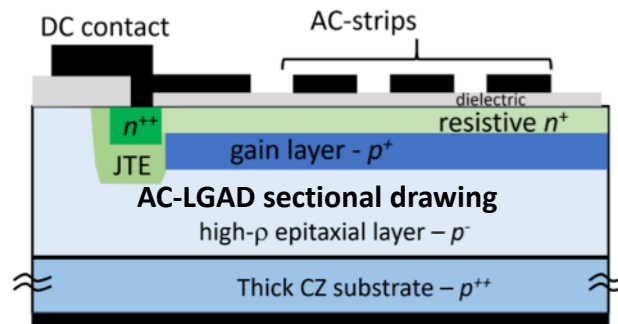 DC contact
AC-strips
dielectric
n++
resistive n+
gain layer - p+
JTE
AC-LGAD sectional drawing
high-ρ epitaxial layer – p-
Thick CZ substrate – p++